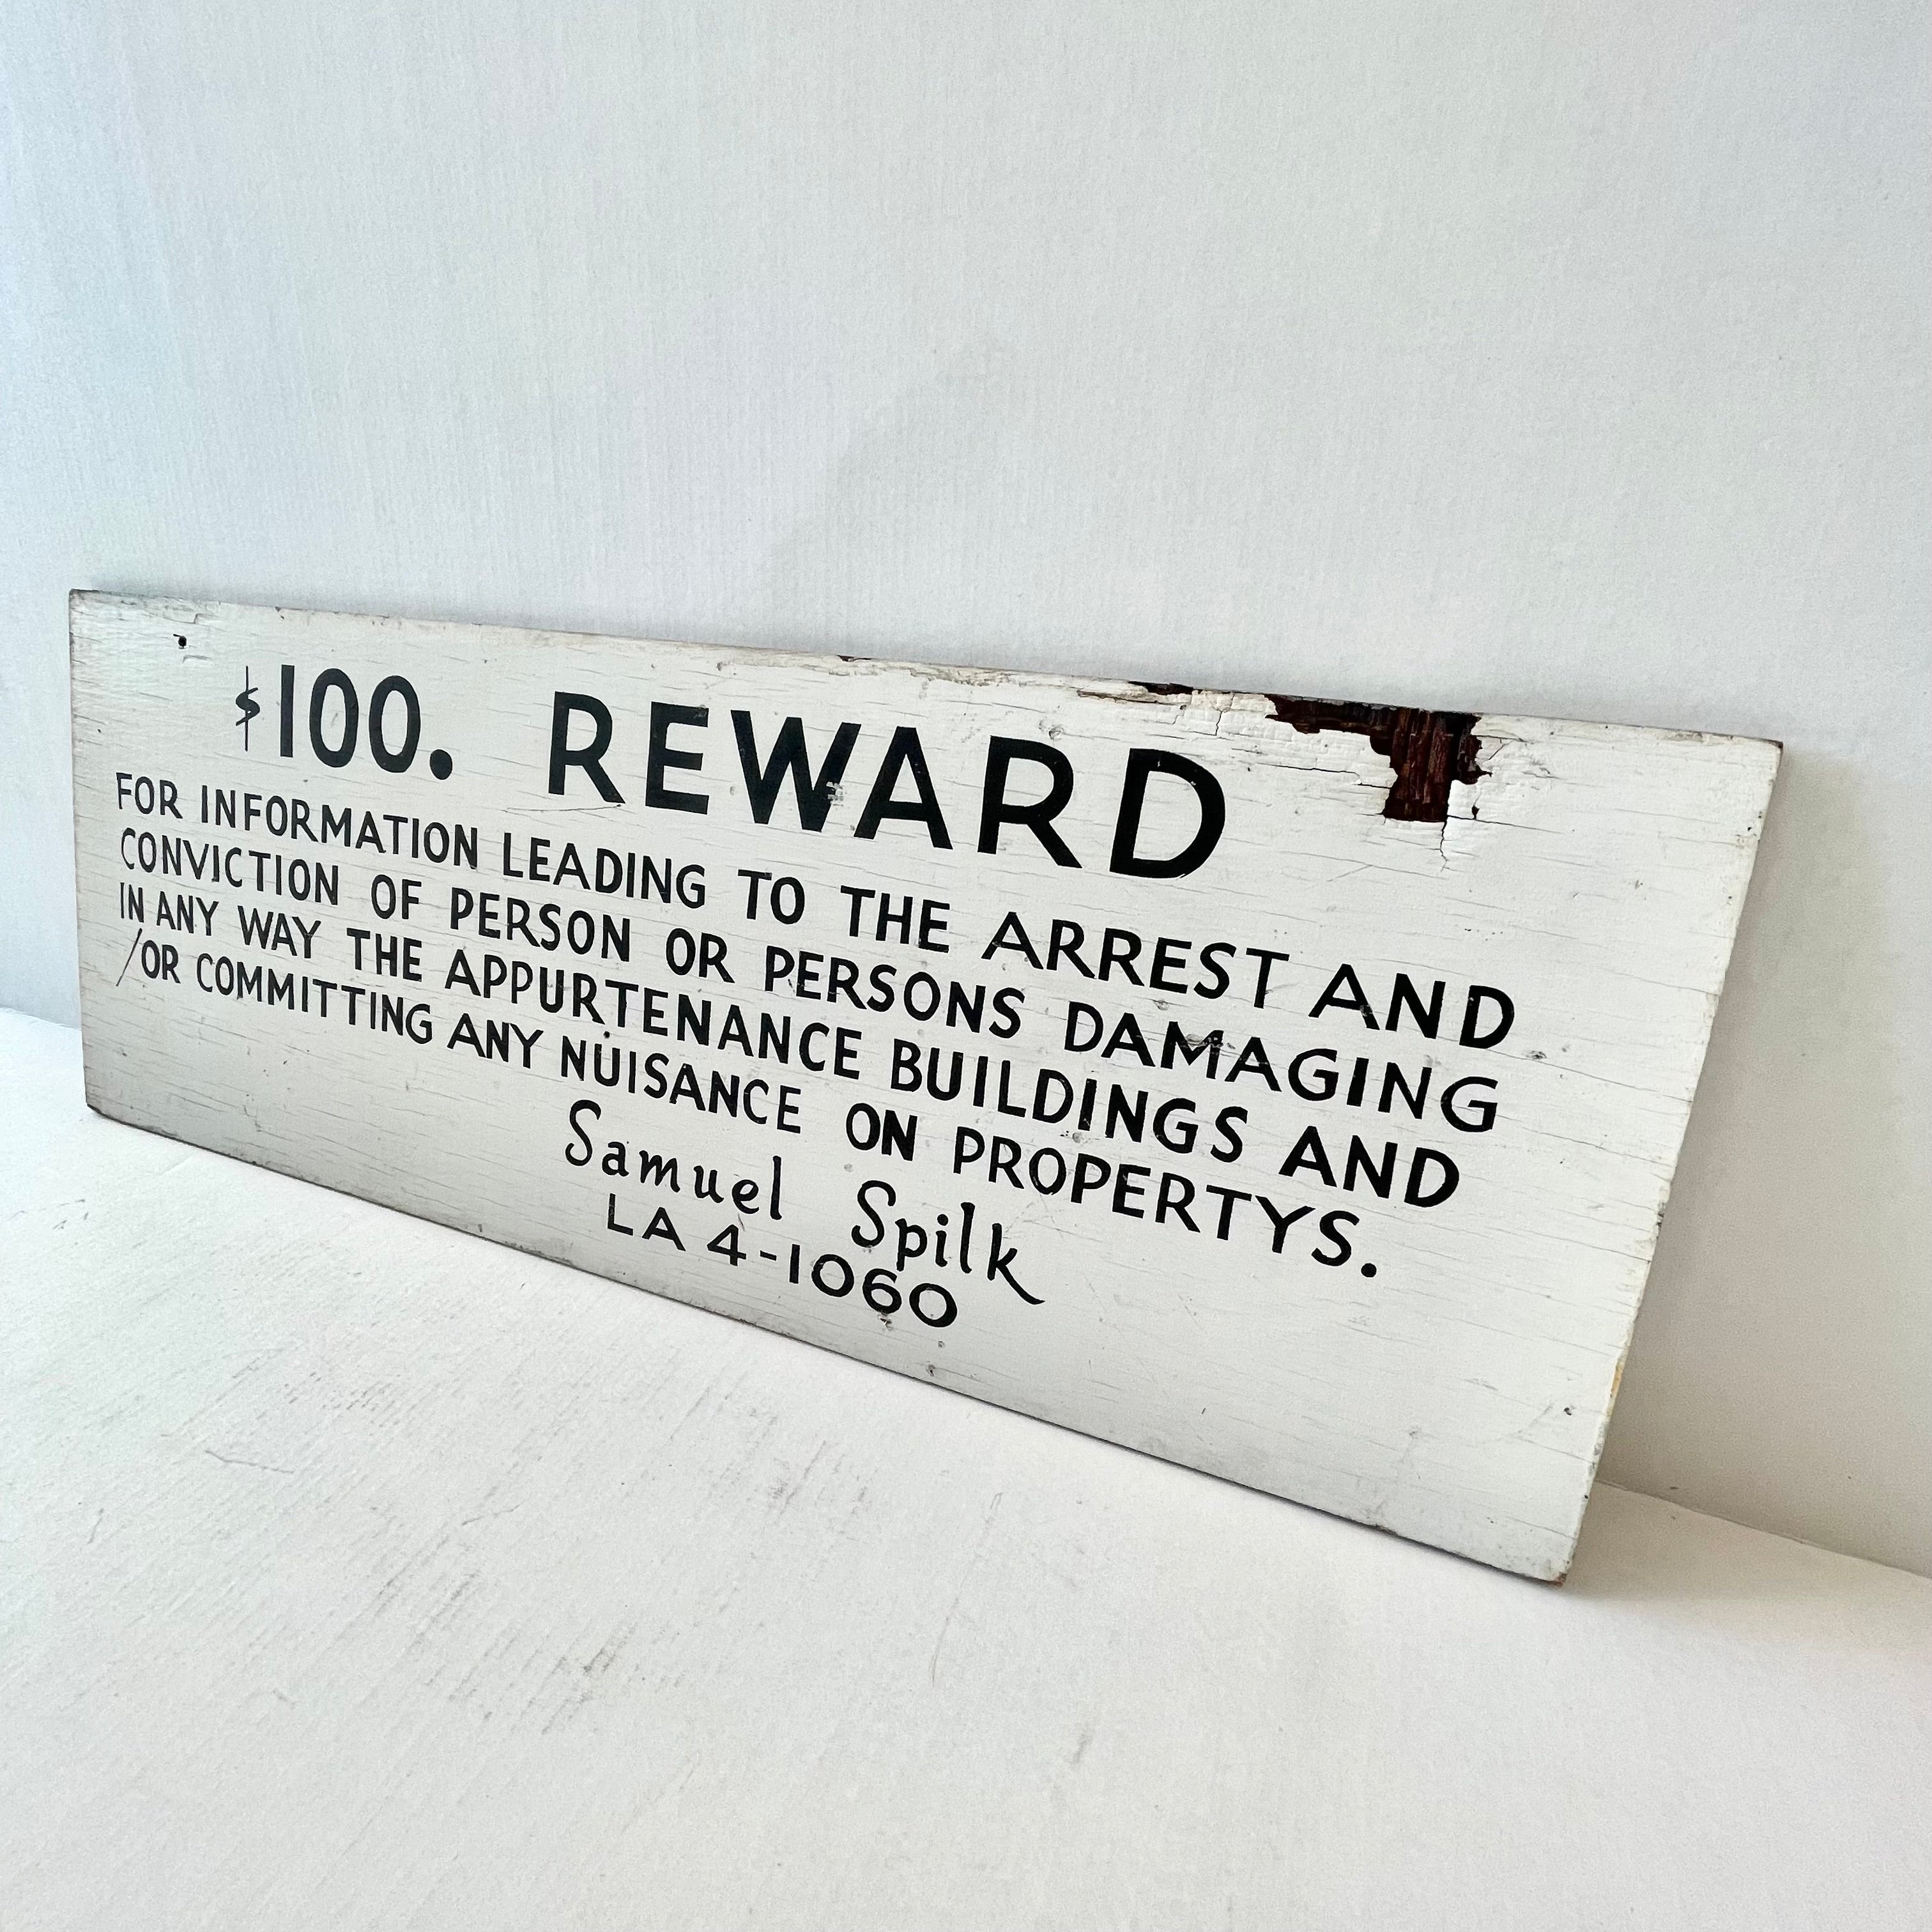 $100. REWARD
FOR INFORMATION LEADING TO THE ARREST AND
CONVICTION OF PERSON OR PERSONS DAMAGING
IN ANY WAY THE APPURTENANCE BUILDINGS AND
/OR COMMITTING ANY NUISANCE ON PROPERTYS.
Samuel Spilk
LA 4-1060